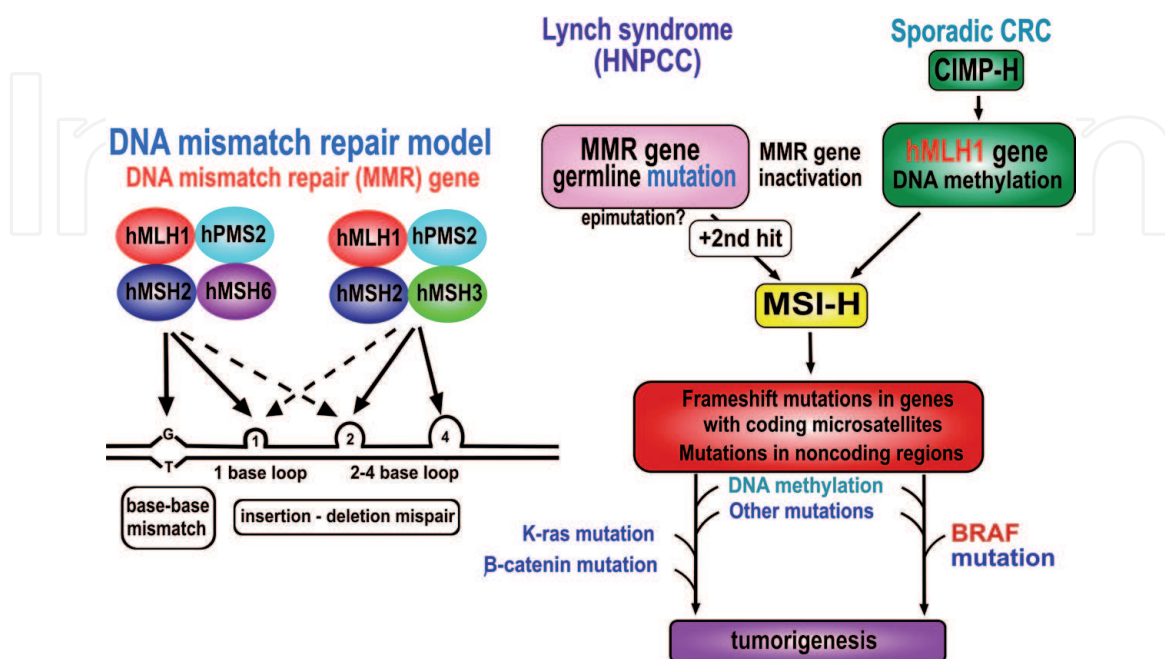 DNA mismatch repair model
DNA mismatch repair (MMR) gene
hMLH1 hPMS2
hMSH2 hMSH6
hMLH1 hPMS2
hMSH2 hMSH3
G
T
1
2
4
1 base loop
2-4 base loop
base-base
mismatch
insertion - deletion mispair
Lynch syndrome
(HNPCC)
Sporadic CRC
CIMP-H
MMR gene
germline mutation
epimutation?
MMR gene
inactivation
hMLH1 gene
DNA methylation
+2nd hit
MSI-H
Frameshift mutations in genes
with coding microsatellites
Mutations in noncoding regions
DNA methylation
Other mutations
K-ras mutation
β-catenin mutation
BRAF
mutation
tumorigenesis